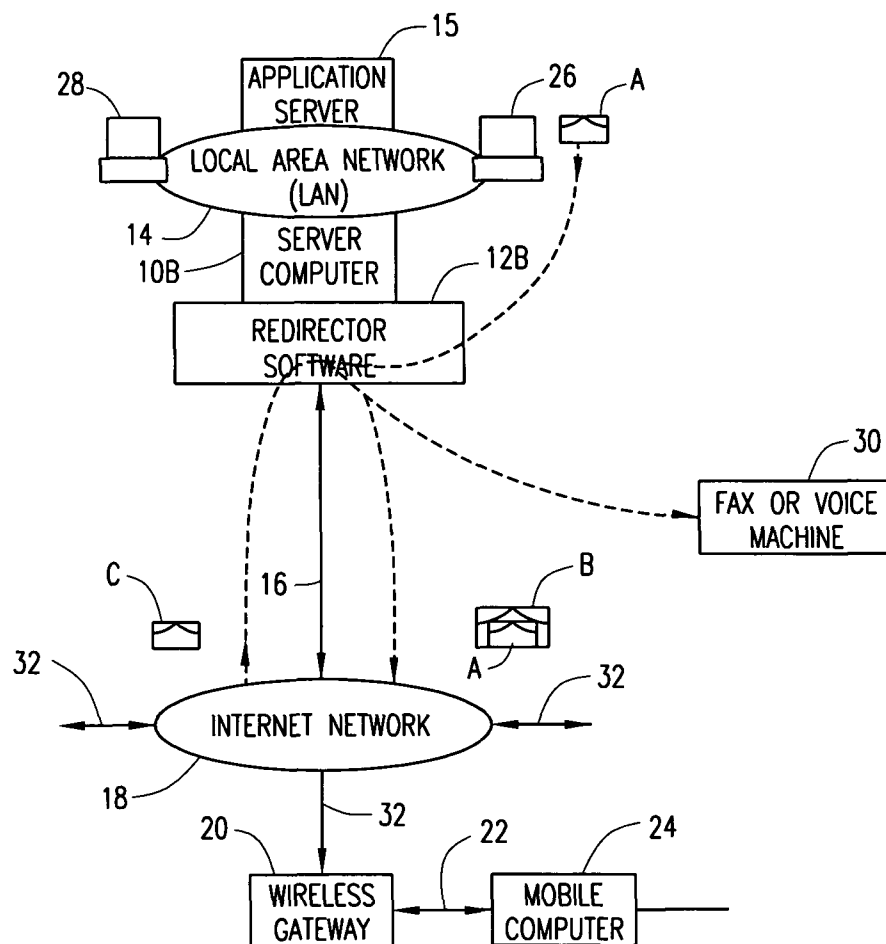 15
APPLICATION
SERVER
28
26
A
LOCAL AREA NETWORK
(LAN)
14
10B
SERVER
COMPUTER
12B
REDIRECTOR
SOFTWARE
30
FAX OR VOICE
MACHINE
16
C
B
A
32
32
INTERNET NETWORK
18
32
20
22
24
WIRELESS
GATEWAY
MOBILE
COMPUTER